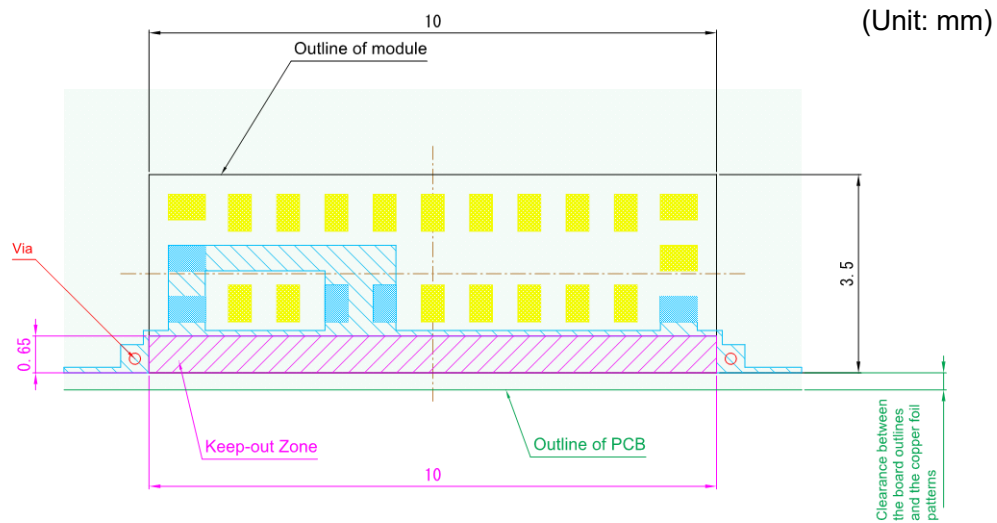 (Unit: mm)
10
Outline of module
Via
3.5
0.65
Keep-out Zone
Outline of PCB
10
Clearance between
the board outlines
and the copper foil
patterns